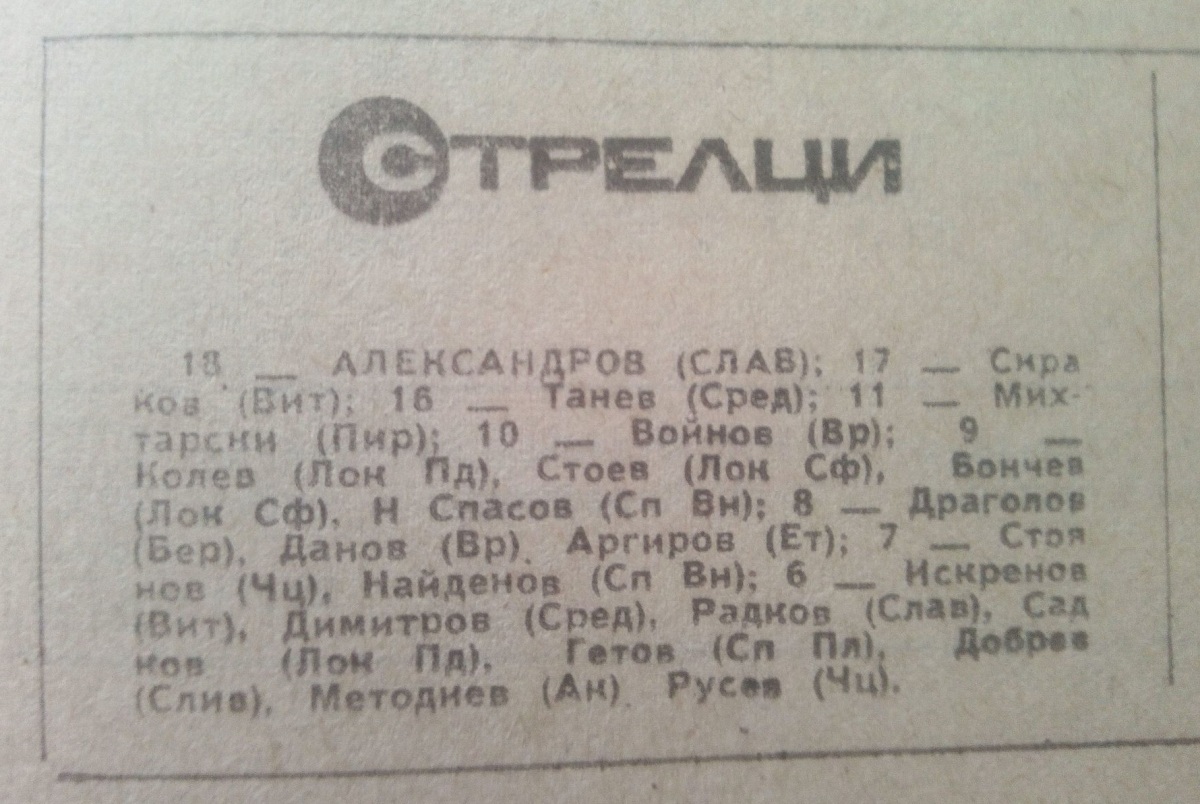 СТРЕЛЦИ
18 — АЛЕКСАНДРОВ (СЛАВ); 17 — Сира
ков (Вит); 16 — Танев (Сред); 11 — Мих-
тарски (Пир); 10 — Войнов (Вр); 9 —
Колев (Лок Пд), Стоев (Лок Сф), Бончев
(Лок Сф), Н Спасов (Сп Вн); 8 — Драголов
(Бер), Данов (Вр), Аргиров (Ет); 7 — Стоя
нов (Чц), Найденов (Сп Вн); 6 — Искренов
(Вит), Димитров (Сред), Радков (Слав), Сад
ков (Лок Пд), Гетов (Сп Пл), Добрев
(Слив), Методиев (Ак). Русев (Чц).